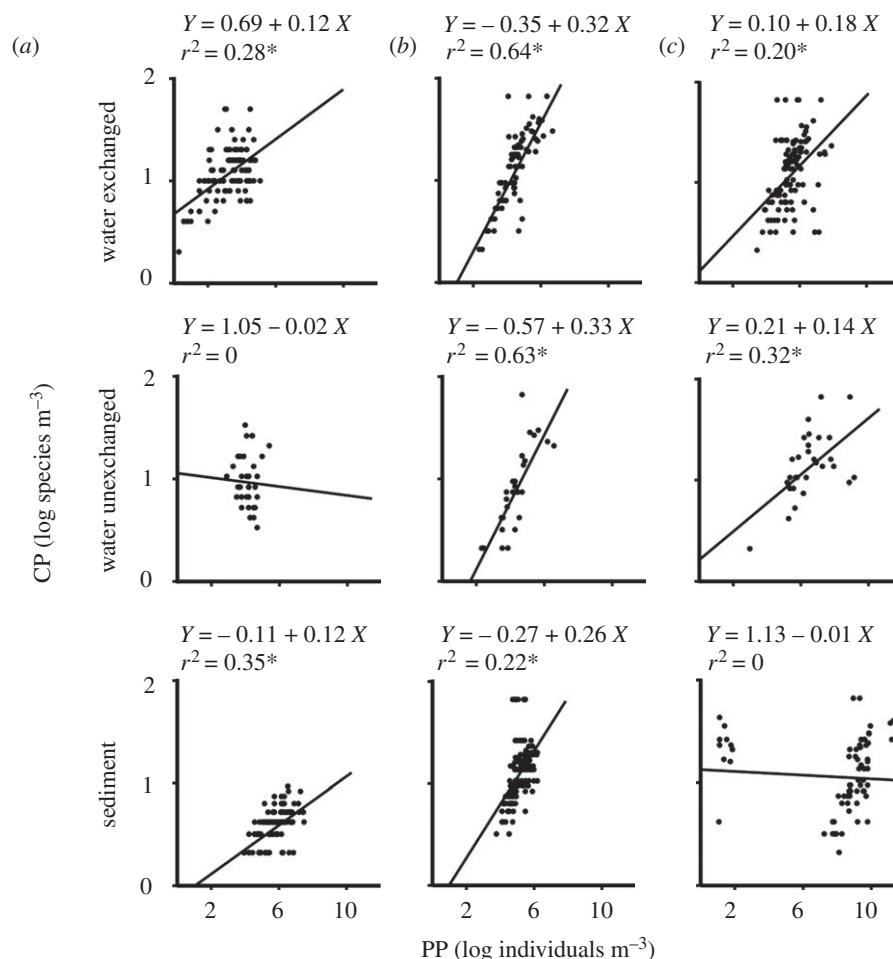 (a)
Y = 0.69 + 0.12 X
r² = 0.28*
(b)
Y = − 0.35 + 0.32 X
r² = 0.64*
(c)
Y = 0.10 + 0.18 X
r² = 0.20*
water exchanged
2
1
0
Y = 1.05 − 0.02 X
r² = 0
Y = − 0.57 + 0.33 X
r² = 0.63*
Y = 0.21 + 0.14 X
r² = 0.32*
CP (log species m⁻³)
water unexchanged
2
1
0
Y = − 0.11 + 0.12 X
r² = 0.35*
Y = − 0.27 + 0.26 X
r² = 0.22*
Y = 1.13 − 0.01 X
r² = 0
sediment
2
1
0
2 6 10
2 6 10
2 6 10
PP (log individuals m⁻³)